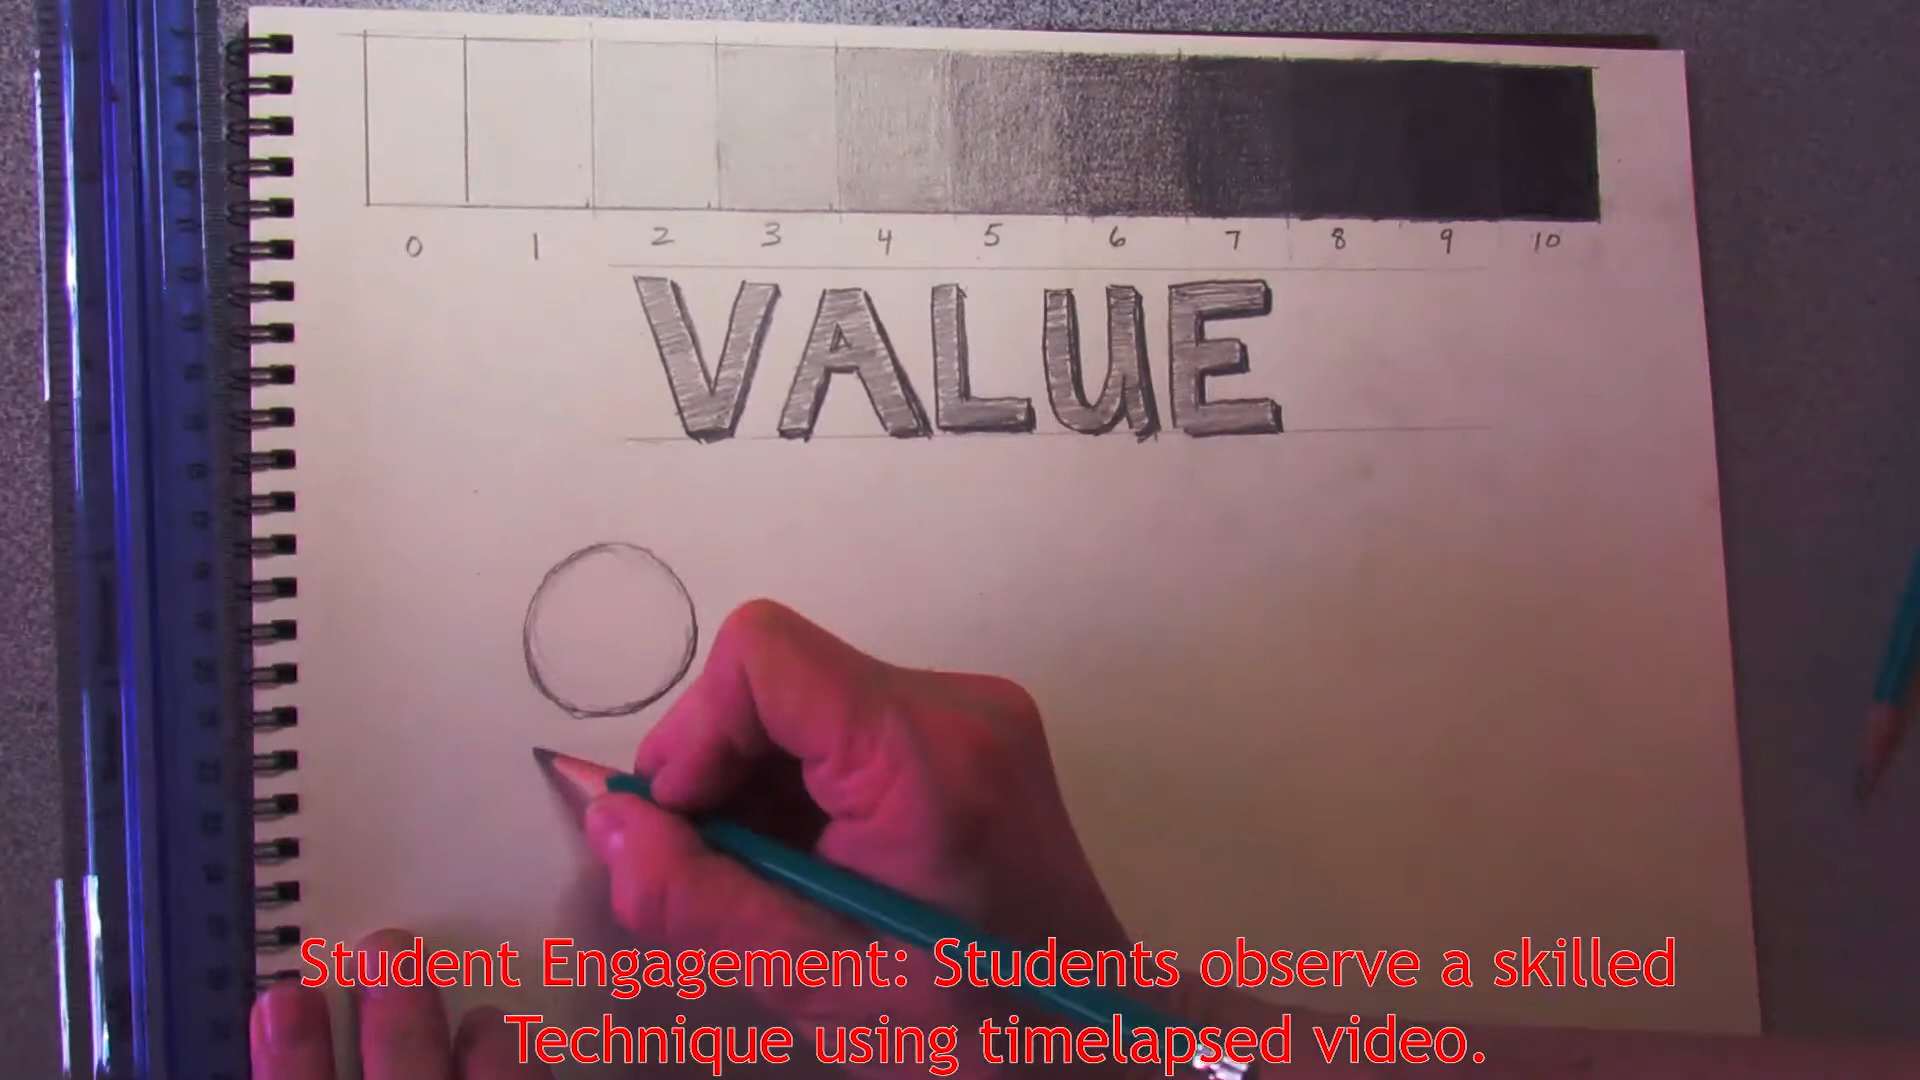 0 1 2 3 4 5 6 7 8 9 10
VALUE
Student Engagement: Students observe a skilled
Technique using timelapsed video.